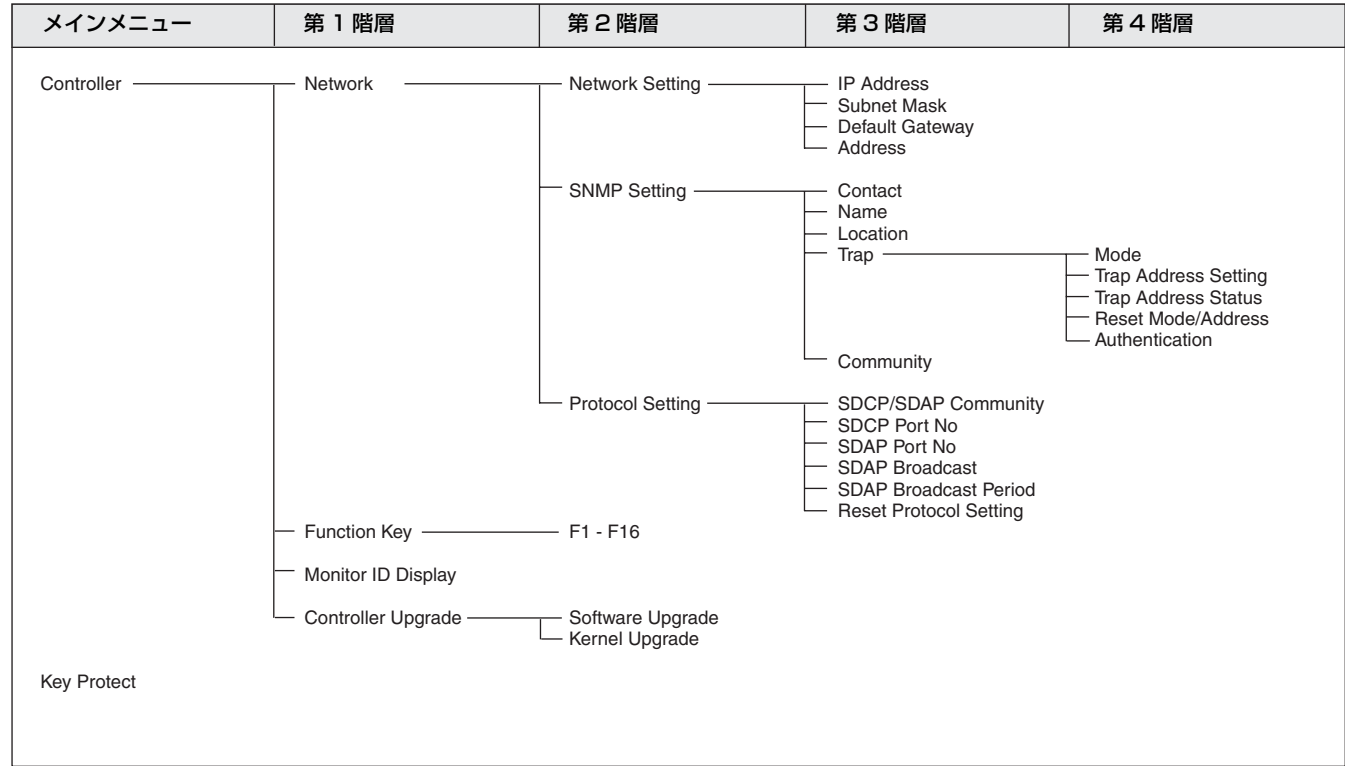 メインメニュー 第 1 階層 第 2 階層 第 3 階層 第 4 階層
Controller Network Network Setting IP Address
Subnet Mask
Default Gateway
Address
SNMP Setting Contact
Name
Location
Trap Mode
Trap Address Setting
Trap Address Status
Reset Mode/Address
Authentication
Community
Protocol Setting SDCP/SDAP Community
SDCP Port No
SDAP Port No
SDAP Broadcast
SDAP Broadcast Period
Reset Protocol Setting
Function Key F1 - F16
Monitor ID Display
Controller Upgrade Software Upgrade
Kernel Upgrade
Key Protect